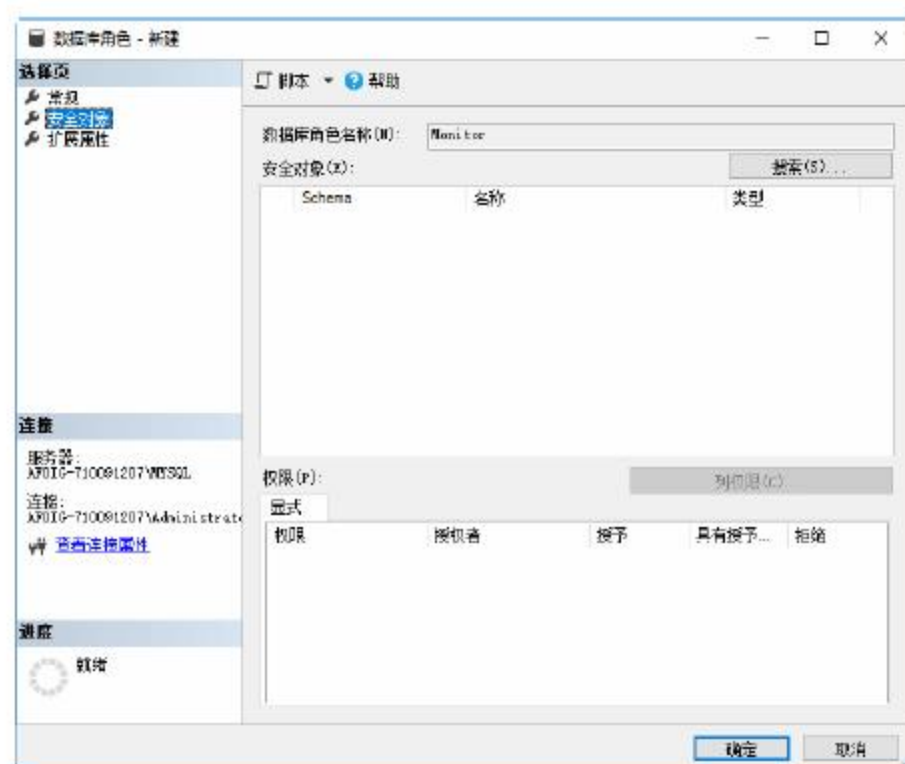 数据库角色 - 新建
选择页
常规
安全对象
扩展属性
脚本 帮助
数据库角色名称(N): Monitor
安全对象(E): 搜索(S)...
Schema 名称 类型
连接
服务器:
连接:
查看连接属性
进度
就绪
权限(P): 列权限(C)
显式
权限 授权者 授予 具有授予... 拒绝
确定 取消